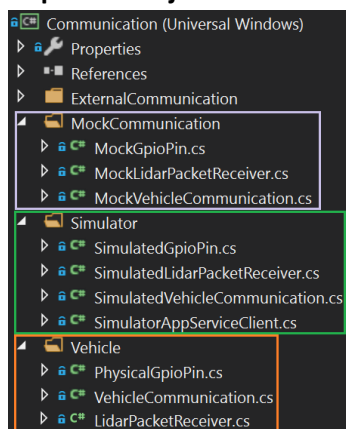 C# Communication (Universal Windows)
Properties
References
ExternalCommunication
MockCommunication
C# MockGpioPin.cs
C# MockLidarPacketReceiver.cs
C# MockVehicleCommunication.cs
Simulator
C# SimulatedGpioPin.cs
C# SimulatedLidarPacketReceiver.cs
C# SimulatedVehicleCommunication.cs
C# SimulatorAppServiceClient.cs
Vehicle
C# PhysicalGpioPin.cs
C# VehicleCommunication.cs
C# LidarPacketReceiver.cs